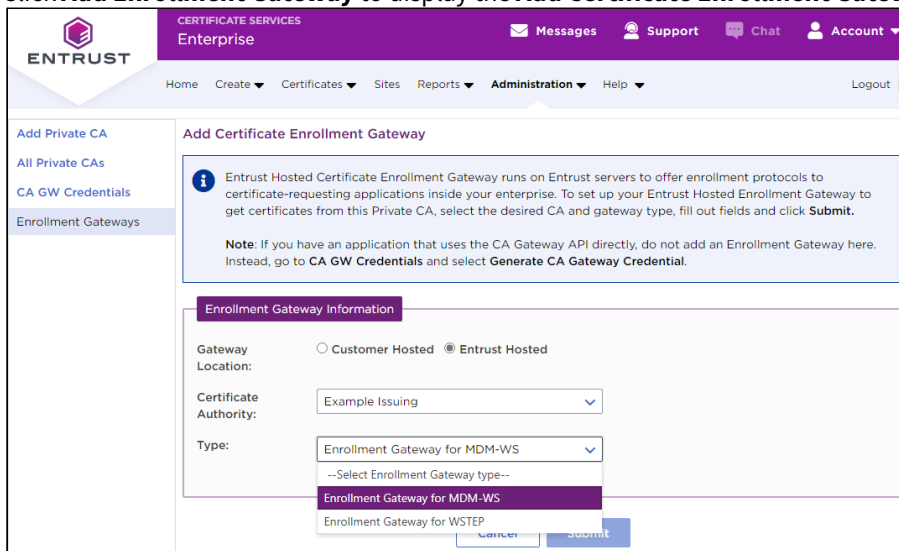 CERTIFICATE SERVICES
Enterprise
Messages
Support
Chat
Account
ENTRUST
Home Create Certificates Sites Reports Administration Help Logout
Add Private CA
All Private CAs
CA GW Credentials
Enrollment Gateways
Add Certificate Enrollment Gateway
Entrust Hosted Certificate Enrollment Gateway runs on Entrust servers to offer enrollment protocols to
certificate-requesting applications inside your enterprise. To set up your Entrust Hosted Enrollment Gateway to
get certificates from this Private CA, select the desired CA and gateway type, fill out fields and click Submit.
Note: If you have an application that uses the CA Gateway API directly, do not add an Enrollment Gateway here.
Instead, go to CA GW Credentials and select Generate CA Gateway Credential.
Enrollment Gateway Information
Gateway Location:
Customer Hosted Entrust Hosted
Certificate Authority:
Example Issuing
Type:
Enrollment Gateway for MDM-WS
--Select Enrollment Gateway type--
Enrollment Gateway for MDM-WS
Enrollment Gateway for WSTEP
Cancel Submit